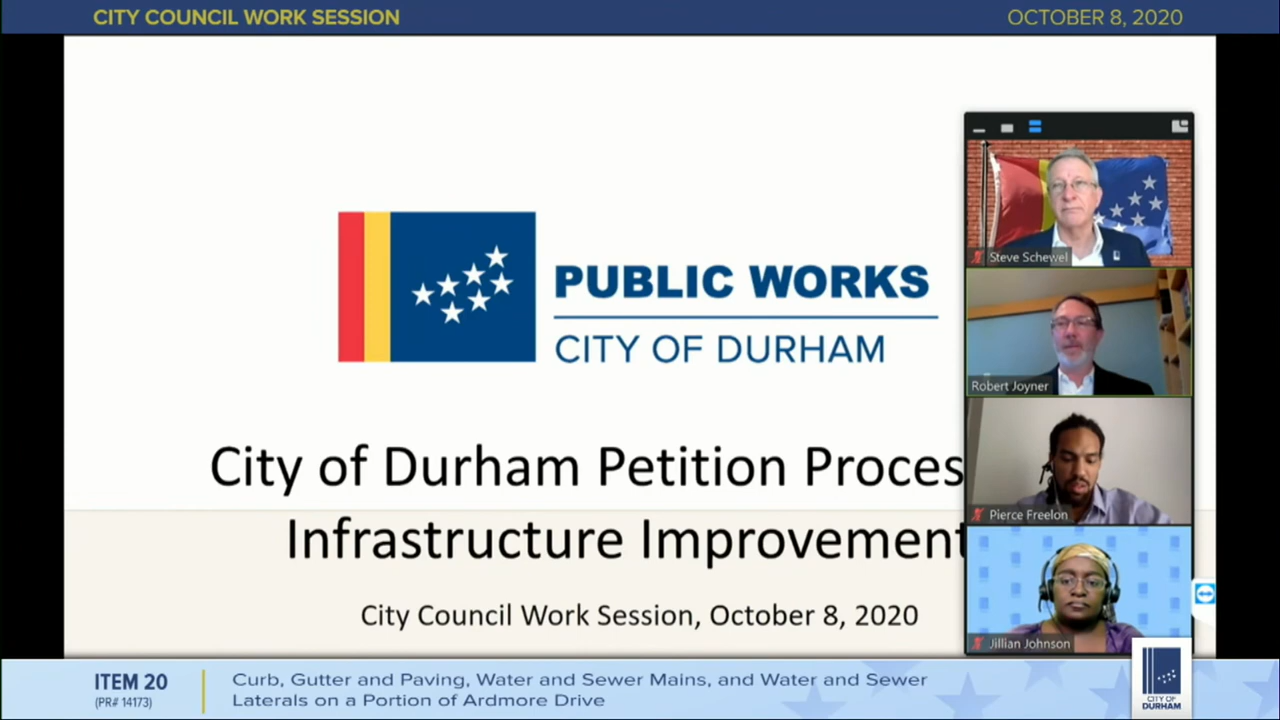 CITY COUNCIL WORK SESSION
OCTOBER 8, 2020
PUBLIC WORKS
CITY OF DURHAM
City of Durham Petition Proces
Infrastructure Improvement
City Council Work Session, October 8, 2020
Steve Schewel
Robert Joyner
Pierce Freelon
Jillian Johnson
ITEM 20
(PR# 14173)
Curb, Gutter and Paving, Water and Sewer Mains, and Water and Sewer
Laterals on a Portion of Ardmore Drive
CITY OF
DURHAM